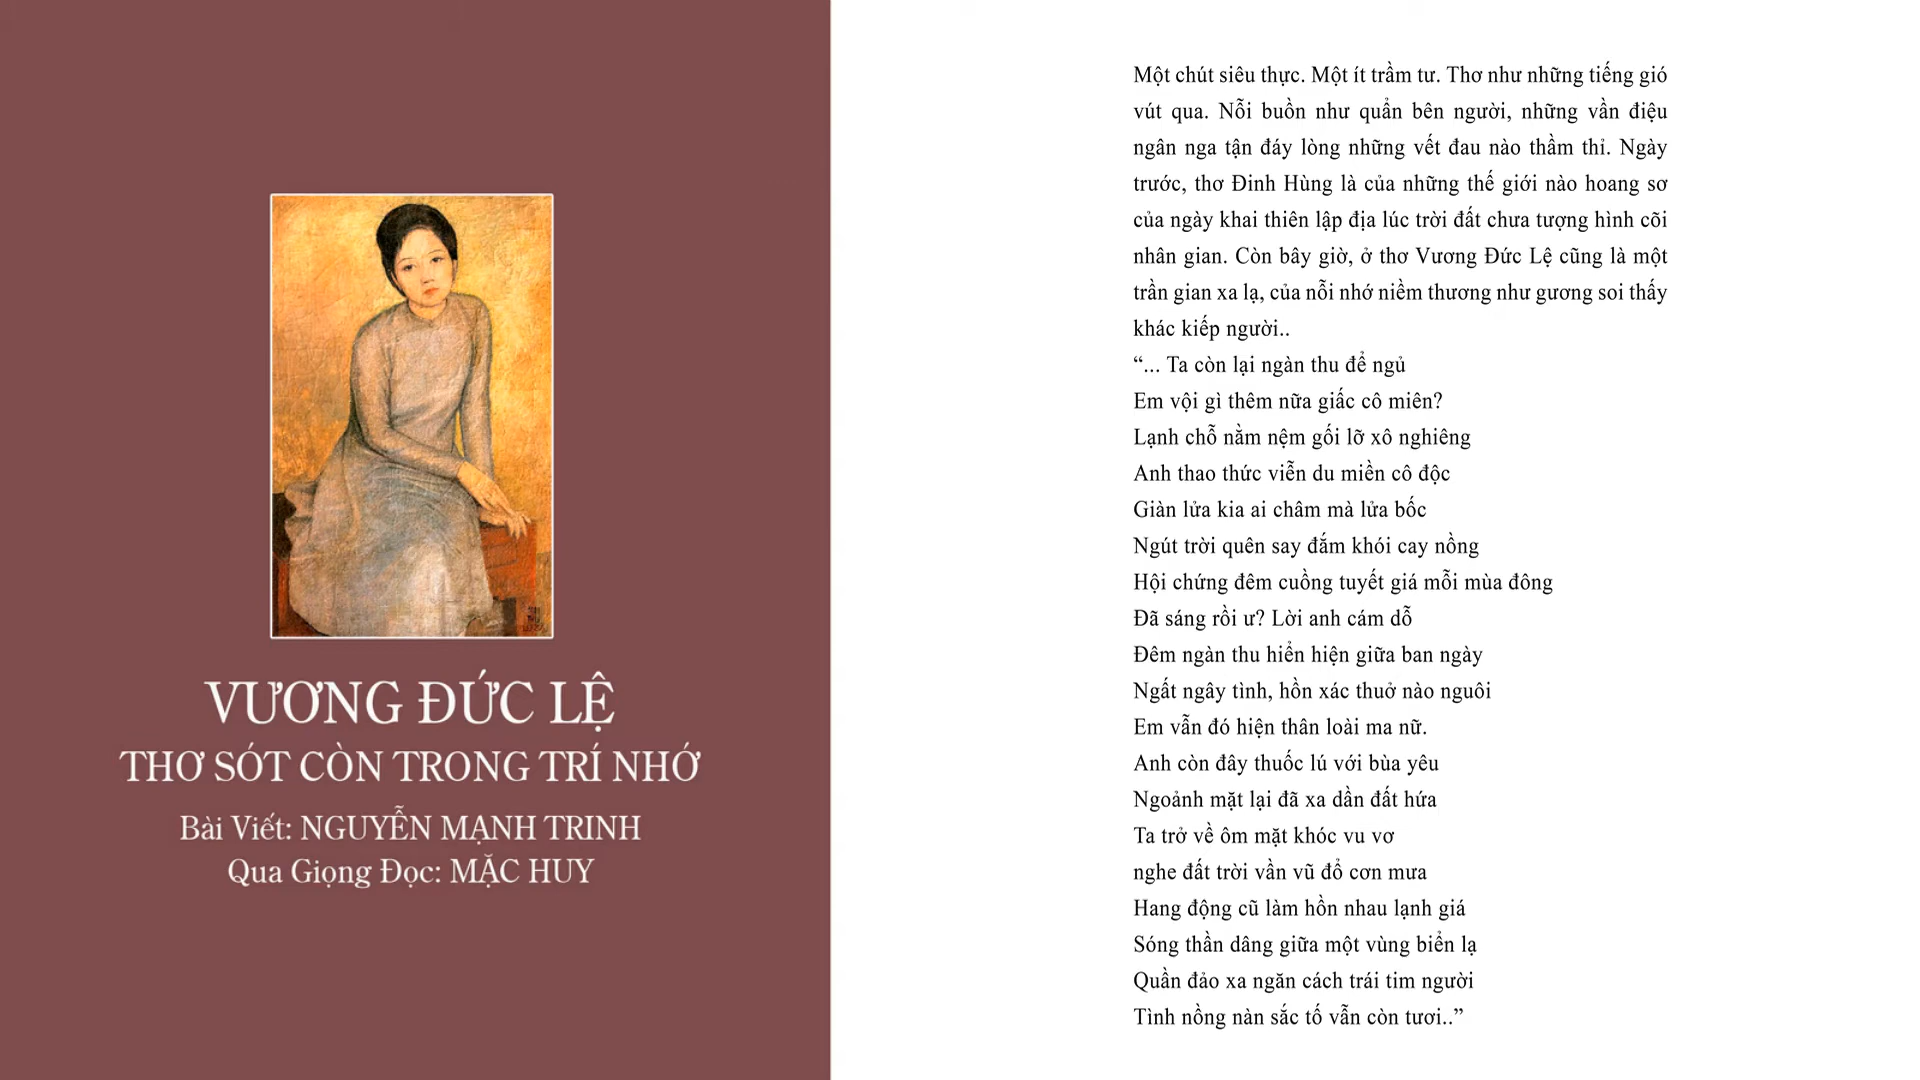 VƯƠNG ĐỨC LỆ
THƠ SÓT CÒN TRONG TRÍ NHỚ
Bài Viết: NGUYỄN MẠNH TRINH
Qua Giọng Đọc: MẶC HUY
Một chút siêu thực. Một ít trầm tư. Thơ như những tiếng gió
vút qua. Nỗi buồn như quẩn bên người, những vần điệu
ngân nga tận đáy lòng những vết đau nào thầm thỉ. Ngày
trước, thơ Đinh Hùng là của những thế giới nào hoang sơ
của ngày khai thiên lập địa lúc trời đất chưa tượng hình cõi
nhân gian. Còn bây giờ, ở thơ Vương Đức Lệ cũng là một
trần gian xa lạ, của nỗi nhớ niềm thương như gương soi thấy
khác kiếp người..
“... Ta còn lại ngàn thu để ngủ
Em vội gì thêm nữa giấc cô miên?
Lạnh chỗ nằm nệm gối lỡ xô nghiêng
Anh thao thức viễn du miền cô độc
Giàn lửa kia ai châm mà lửa bốc
Ngút trời quên say đắm khói cay nồng
Hội chứng đêm cuồng tuyết giá mỗi mùa đông
Đã sáng rồi ư? Lời anh cám dỗ
Đêm ngàn thu hiển hiện giữa ban ngày
Ngất ngây tình, hồn xác thuở nào nguôi
Em vẫn đó hiện thân loài ma nữ.
Anh còn đây thuốc lú với bùa yêu
Ngoảnh mặt lại đã xa dần đất hứa
Ta trở về ôm mặt khóc vu vơ
nghe đất trời vần vũ đổ cơn mưa
Hang động cũ làm hồn nhau lạnh giá
Sóng thần dâng giữa một vùng biển lạ
Quần đảo xa ngăn cách trái tim người
Tình nồng nàn sắc tố vẫn còn tươi..”